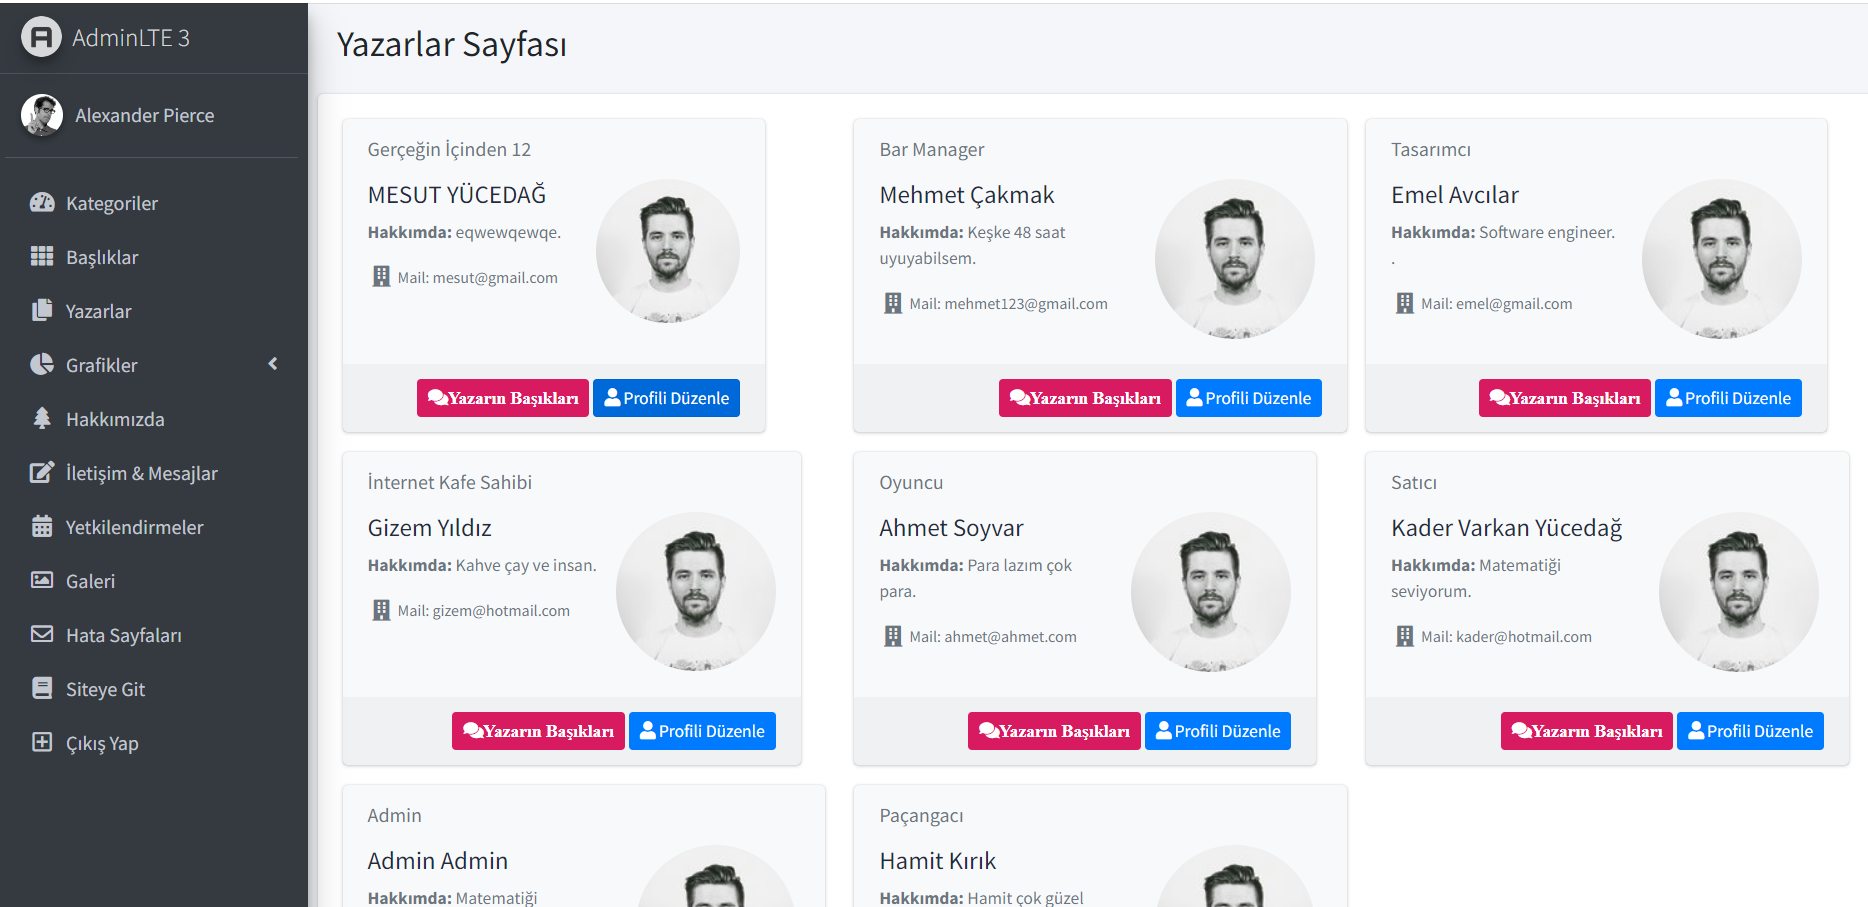 AdminLTE 3
Alexander Pierce
Kategoriler
Başlıklar
Yazarlar
Grafikler
Hakkımızda
İletişim & Mesajlar
Yetkilendirmeler
Galeri
Hata Sayfaları
Siteye Git
Çıkış Yap
Yazarlar Sayfası
Gerçeğin İçinden 12
MESUT YÜCEDAĞ
Hakkımda: eqwewqewqe.
Mail: mesut@gmail.com
Yazarın Başıkları
Profili Düzenle
Bar Manager
Mehmet Çakmak
Hakkımda: Keşke 48 saat
uyuyabilsem.
Mail: mehmet123@gmail.com
Yazarın Başıkları
Profili Düzenle
Tasarımcı
Emel Avcılar
Hakkımda: Software engineer.
.
Mail: emel@gmail.com
Yazarın Başıkları
Profili Düzenle
İnternet Kafe Sahibi
Gizem Yıldız
Hakkımda: Kahve çay ve insan.
Mail: gizem@hotmail.com
Yazarın Başıkları
Profili Düzenle
Oyuncu
Ahmet Soyvar
Hakkımda: Para lazım çok
para.
Mail: ahmet@ahmet.com
Yazarın Başıkları
Profili Düzenle
Satıcı
Kader Varkan Yücedağ
Hakkımda: Matematiği
seviyorum.
Mail: kader@hotmail.com
Yazarın Başıkları
Profili Düzenle
Admin
Admin Admin
Hakkımda: Matematiği
Paçangacı
Hamit Kırık
Hakkımda: Hamit çok güzel